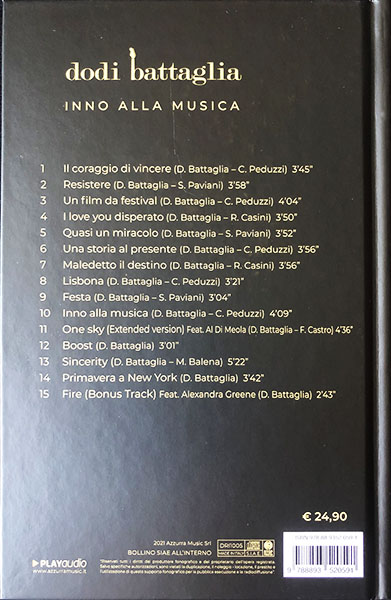 dodi battaglia
INNO ALLA MUSICA
1 Il coraggio di vincere (D. Battaglia – C. Peduzzi) 3'45"
2 Resistere (D. Battaglia – S. Paviani) 3'58"
3 Un film da festival (D. Battaglia – C. Peduzzi) 4'04"
4 I love you disperato (D. Battaglia – R. Casini) 3'50"
5 Quasi un miracolo (D. Battaglia – S. Paviani) 3'52"
6 Una storia al presente (D. Battaglia – C. Peduzzi) 3'56"
7 Maledetto il destino (D. Battaglia – R. Casini) 3'56"
8 Lisbona (D. Battaglia – C. Peduzzi) 3'21"
9 Festa (D. Battaglia – S. Paviani) 3'04"
10 Inno alla musica (D. Battaglia – C. Peduzzi) 4'09"
11 One sky (Extended version) Feat. Al Di Meola (D. Battaglia – F. Castro) 4'36"
12 Boost (D. Battaglia) 3'01"
13 Sincerity (D. Battaglia – M. Balena) 5'22"
14 Primavera a New York (D. Battaglia) 3'42"
15 Fire (Bonus Track) Feat. Alexandra Greene (D. Battaglia) 2'43"
€ 24,90
2021 Azzurra Music Srl
BOLLINO SIAE ALL'INTERNO
DRI1005
MADE IN ITALY
S.I.A.E.
PLAYaudio
www.azzurramusic.it
9 788893 520591